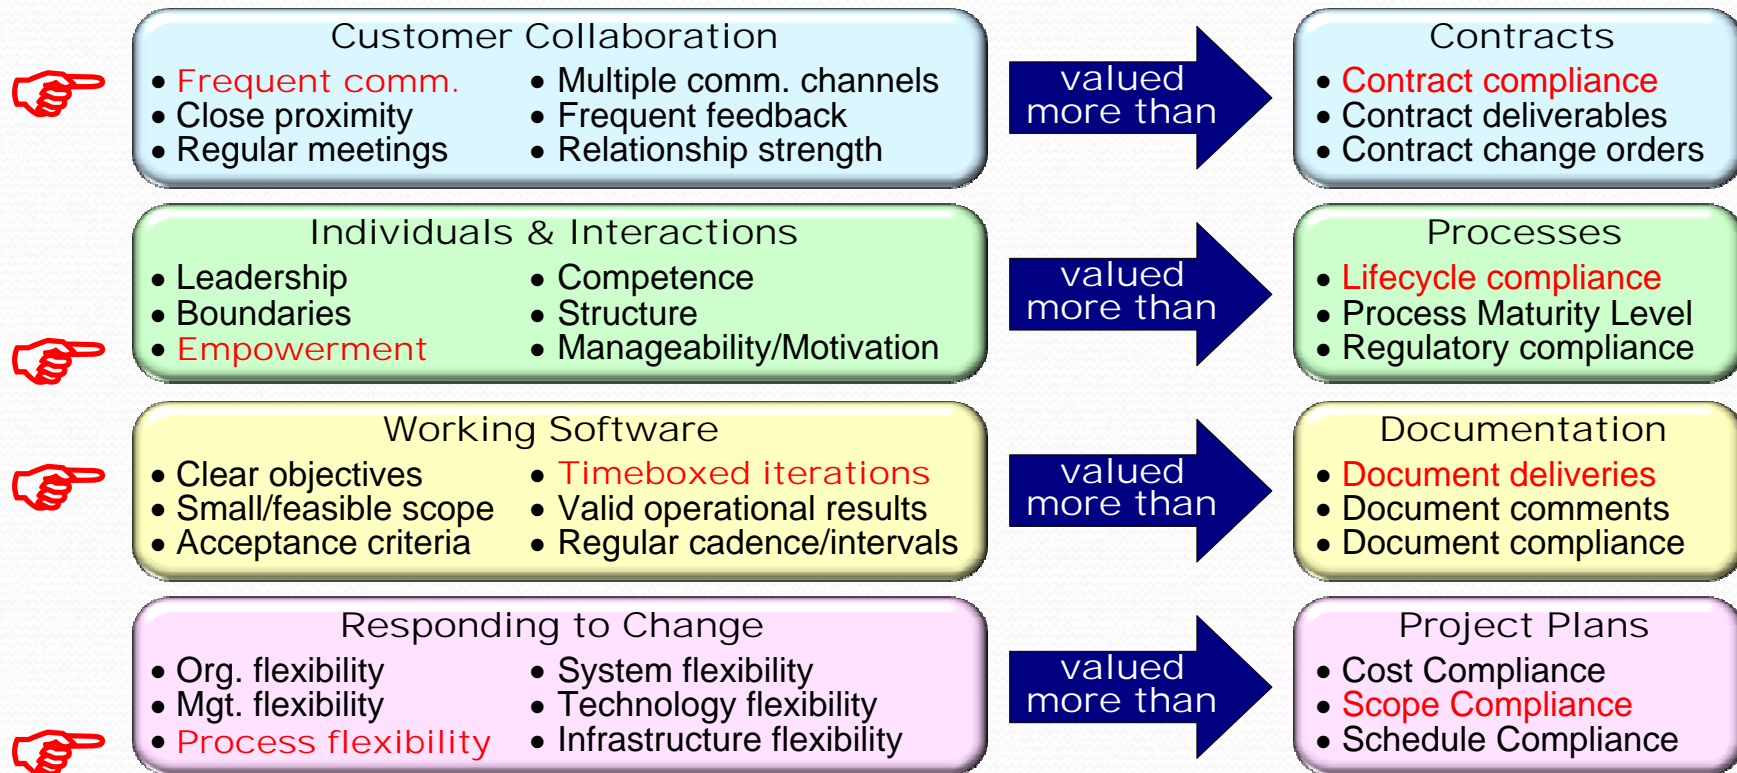 Customer Collaboration
• Frequent comm.
• Close proximity
• Regular meetings
• Multiple comm. channels
• Frequent feedback
• Relationship strength
valued
more than
Contracts
• Contract compliance
• Contract deliverables
• Contract change orders
Individuals & Interactions
• Leadership
• Boundaries
• Empowerment
• Competence
• Structure
• Manageability/Motivation
valued
more than
Processes
• Lifecycle compliance
• Process Maturity Level
• Regulatory compliance
Working Software
• Clear objectives
• Small/feasible scope
• Acceptance criteria
• Timeboxed iterations
• Valid operational results
• Regular cadence/intervals
valued
more than
Documentation
• Document deliveries
• Document comments
• Document compliance
Responding to Change
• Org. flexibility
• Mgt. flexibility
• Process flexibility
• System flexibility
• Technology flexibility
• Infrastructure flexibility
valued
more than
Project Plans
• Cost Compliance
• Scope Compliance
• Schedule Compliance